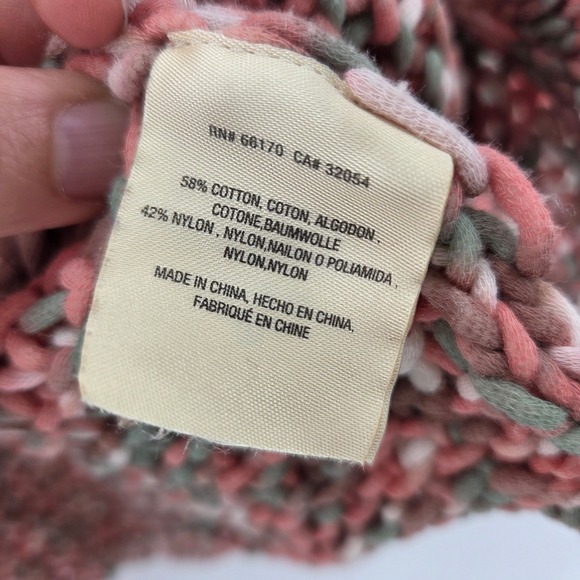 RN# 66170 CA# 32054
58% COTTON, COTON, ALGODON,
COTONE,BAUMWOLLE
42% NYLON , NYLON,NAILON O POLIAMIDA ,
NYLON,NYLON
MADE IN CHINA, HECHO EN CHINA,
FABRIQUÉ EN CHINE